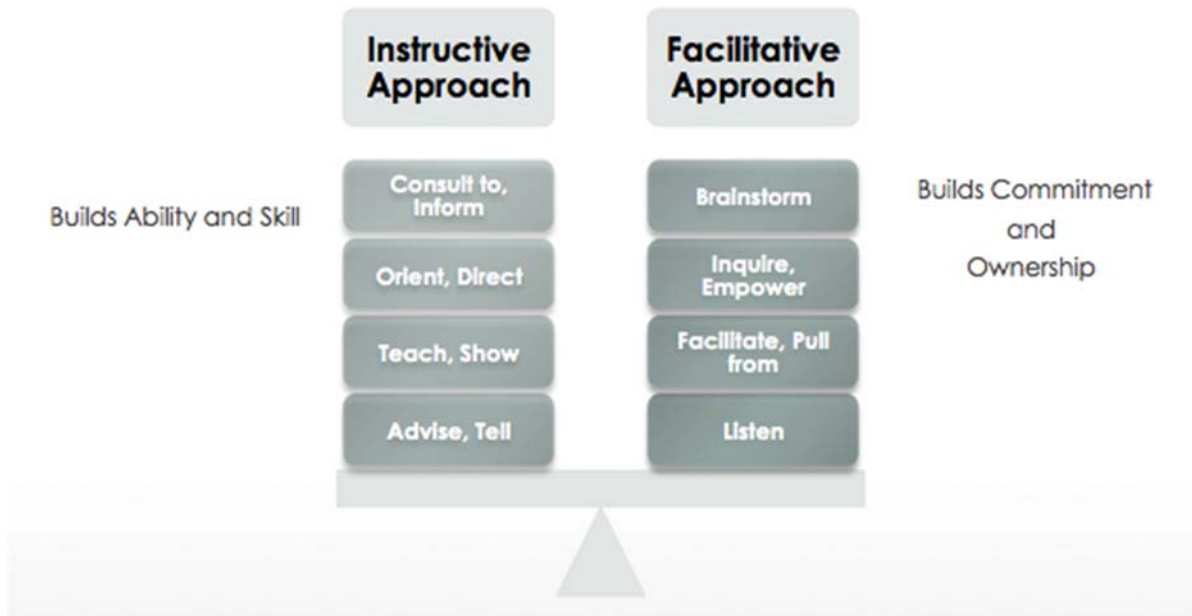 Instructive
Approach
Facilitative
Approach
Builds Ability and Skill
Consult to,
Inform
Orient, Direct
Teach, Show
Advise, Tell
Brainstorm
Inquire,
Empower
Facilitate, Pull
from
Listen
Builds Commitment
and
Ownership